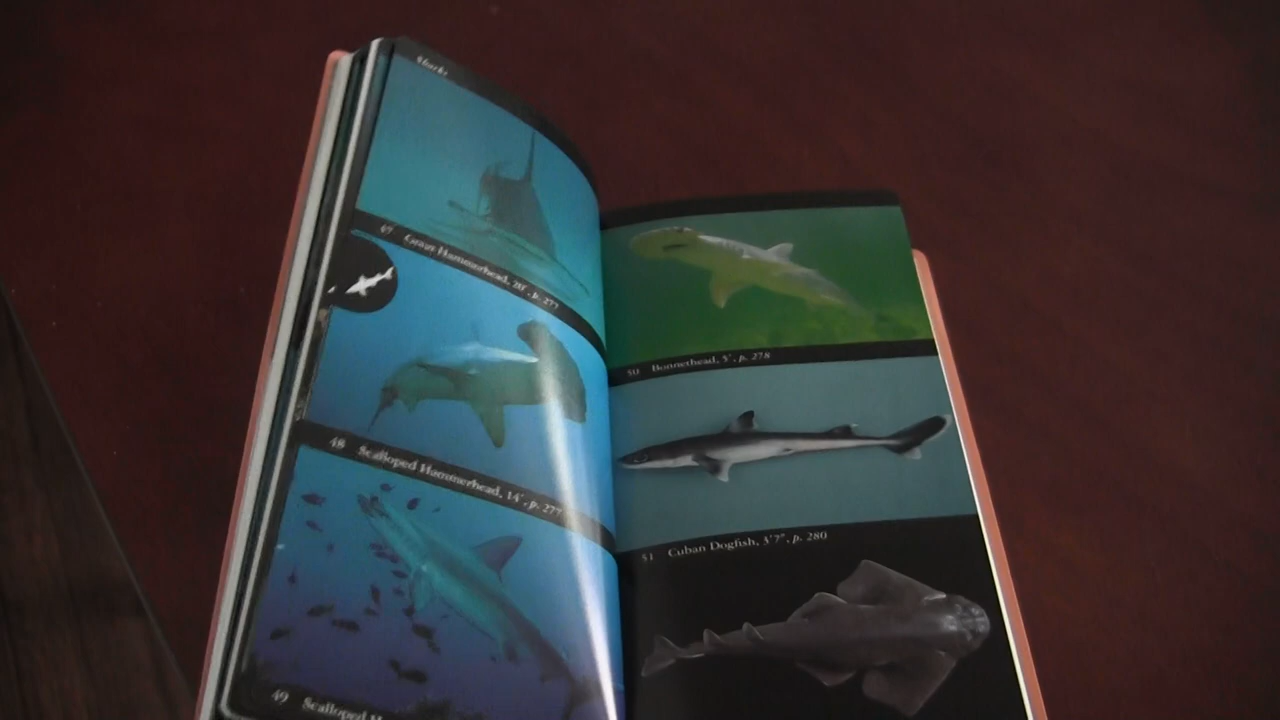 Sharks
47 Great Hammerhead, 20', p. 277
48 Scalloped Hammerhead, 14', p. 277
49 Scalloped
50 Bonnethead, 5', p. 278
51 Cuban Dogfish, 3'7", p. 280